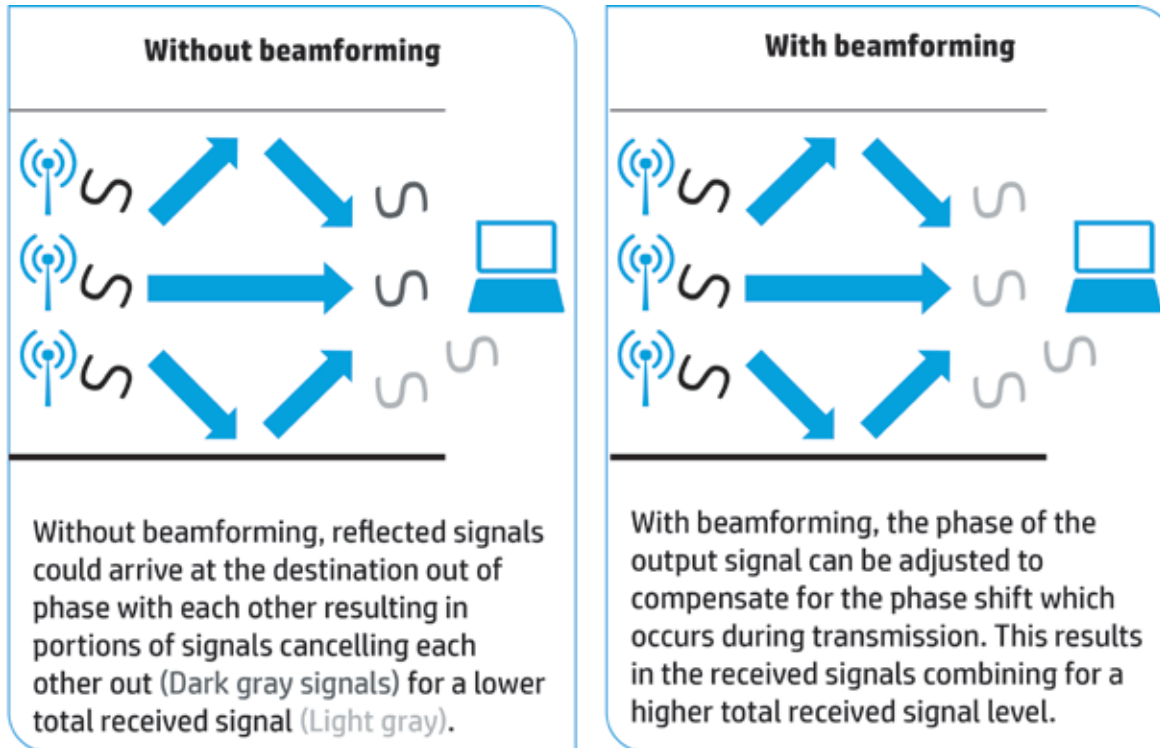 Without beamforming
Without beamforming, reflected signals
could arrive at the destination out of
phase with each other resulting in
portions of signals cancelling each
other out (Dark gray signals) for a lower
total received signal (Light gray).
With beamforming
With beamforming, the phase of the
output signal can be adjusted to
compensate for the phase shift which
occurs during transmission. This results
in the received signals combining for a
higher total received signal level.